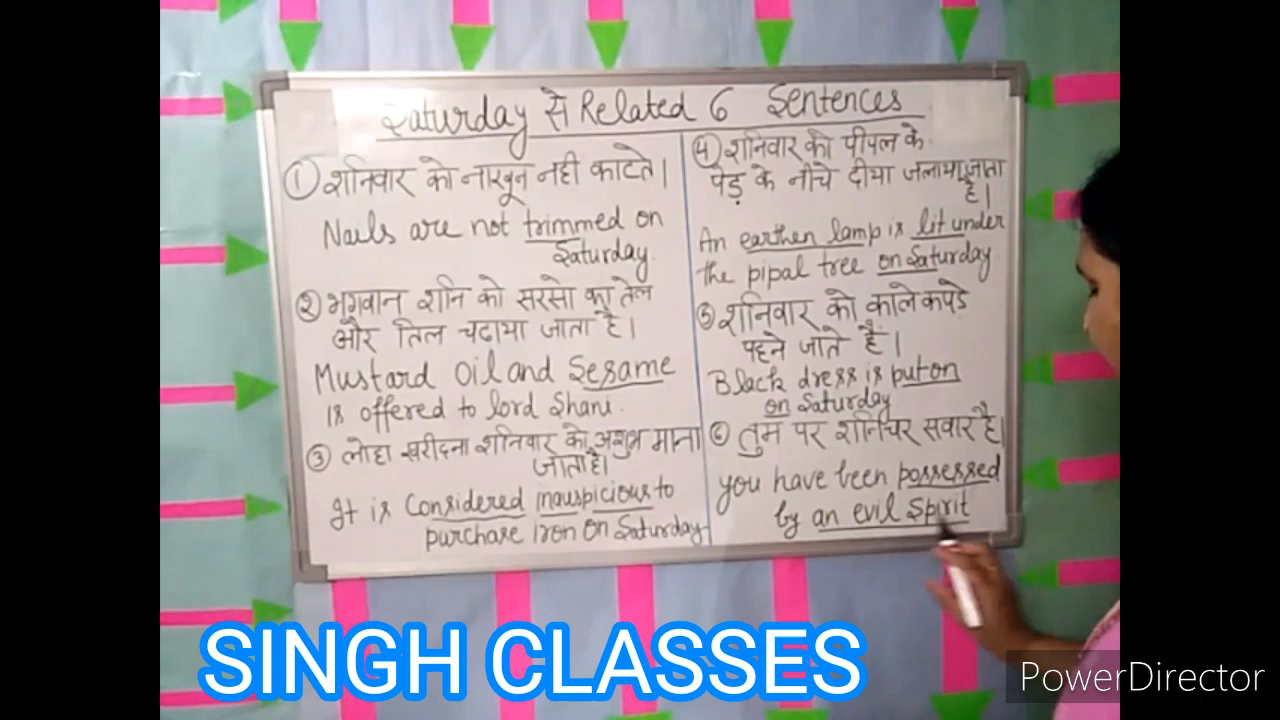 Saturday से Related 6 Sentences
① शनिवार को नाखून नही काटते।
Nails are not trimmed on
Saturday.
② भगवान शनि को सरसो का तेल
और तिल चढाया जाता है।
Mustard Oil and Sesame
is offered to lord Shani.
③ लोहा खरीदना शनिवार को अशुभ माना
जाता है।
It is Considered inauspicious to
purchase iron on Saturday
④ शनिवार को पीपल के
पेड़ के नीचे दीया जलाया जाता
है।
An earthen lamp is lit under
the pipal tree on Saturday.
⑤ शनिवार को काले कपडे
पहने जाते हैं।
Black dress is put on
on Saturday
⑥ तुम पर शनिचर सवार है।
you have been possessed
by an evil Spirit
SINGH CLASSES
PowerDirector